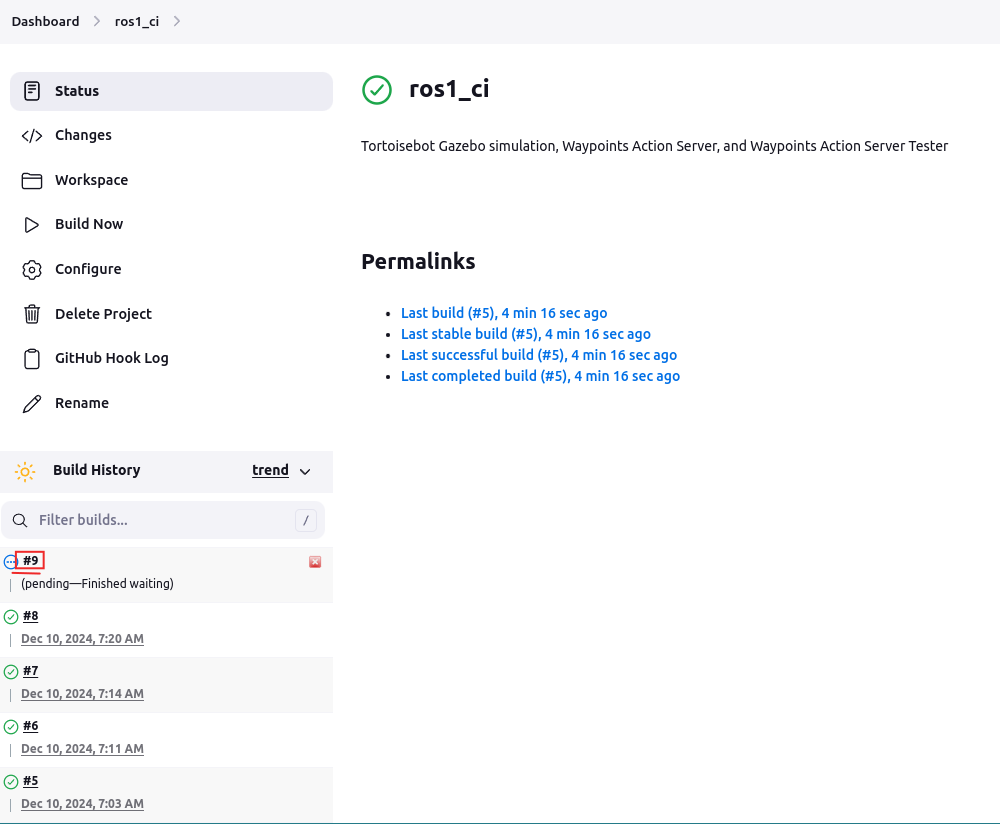 Dashboard
ros1_ci
Status
Changes
Workspace
Build Now
Configure
Delete Project
GitHub Hook Log
Rename
Build History
trend
Filter builds...
/
#9
(pending—Finished waiting)
#8
Dec 10, 2024, 7:20 AM
#7
Dec 10, 2024, 7:14 AM
#6
Dec 10, 2024, 7:11 AM
#5
Dec 10, 2024, 7:03 AM
ros1_ci
Tortoisebot Gazebo simulation, Waypoints Action Server, and Waypoints Action Server Tester
Permalinks
Last build (#5), 4 min 16 sec ago
Last stable build (#5), 4 min 16 sec ago
Last successful build (#5), 4 min 16 sec ago
Last completed build (#5), 4 min 16 sec ago